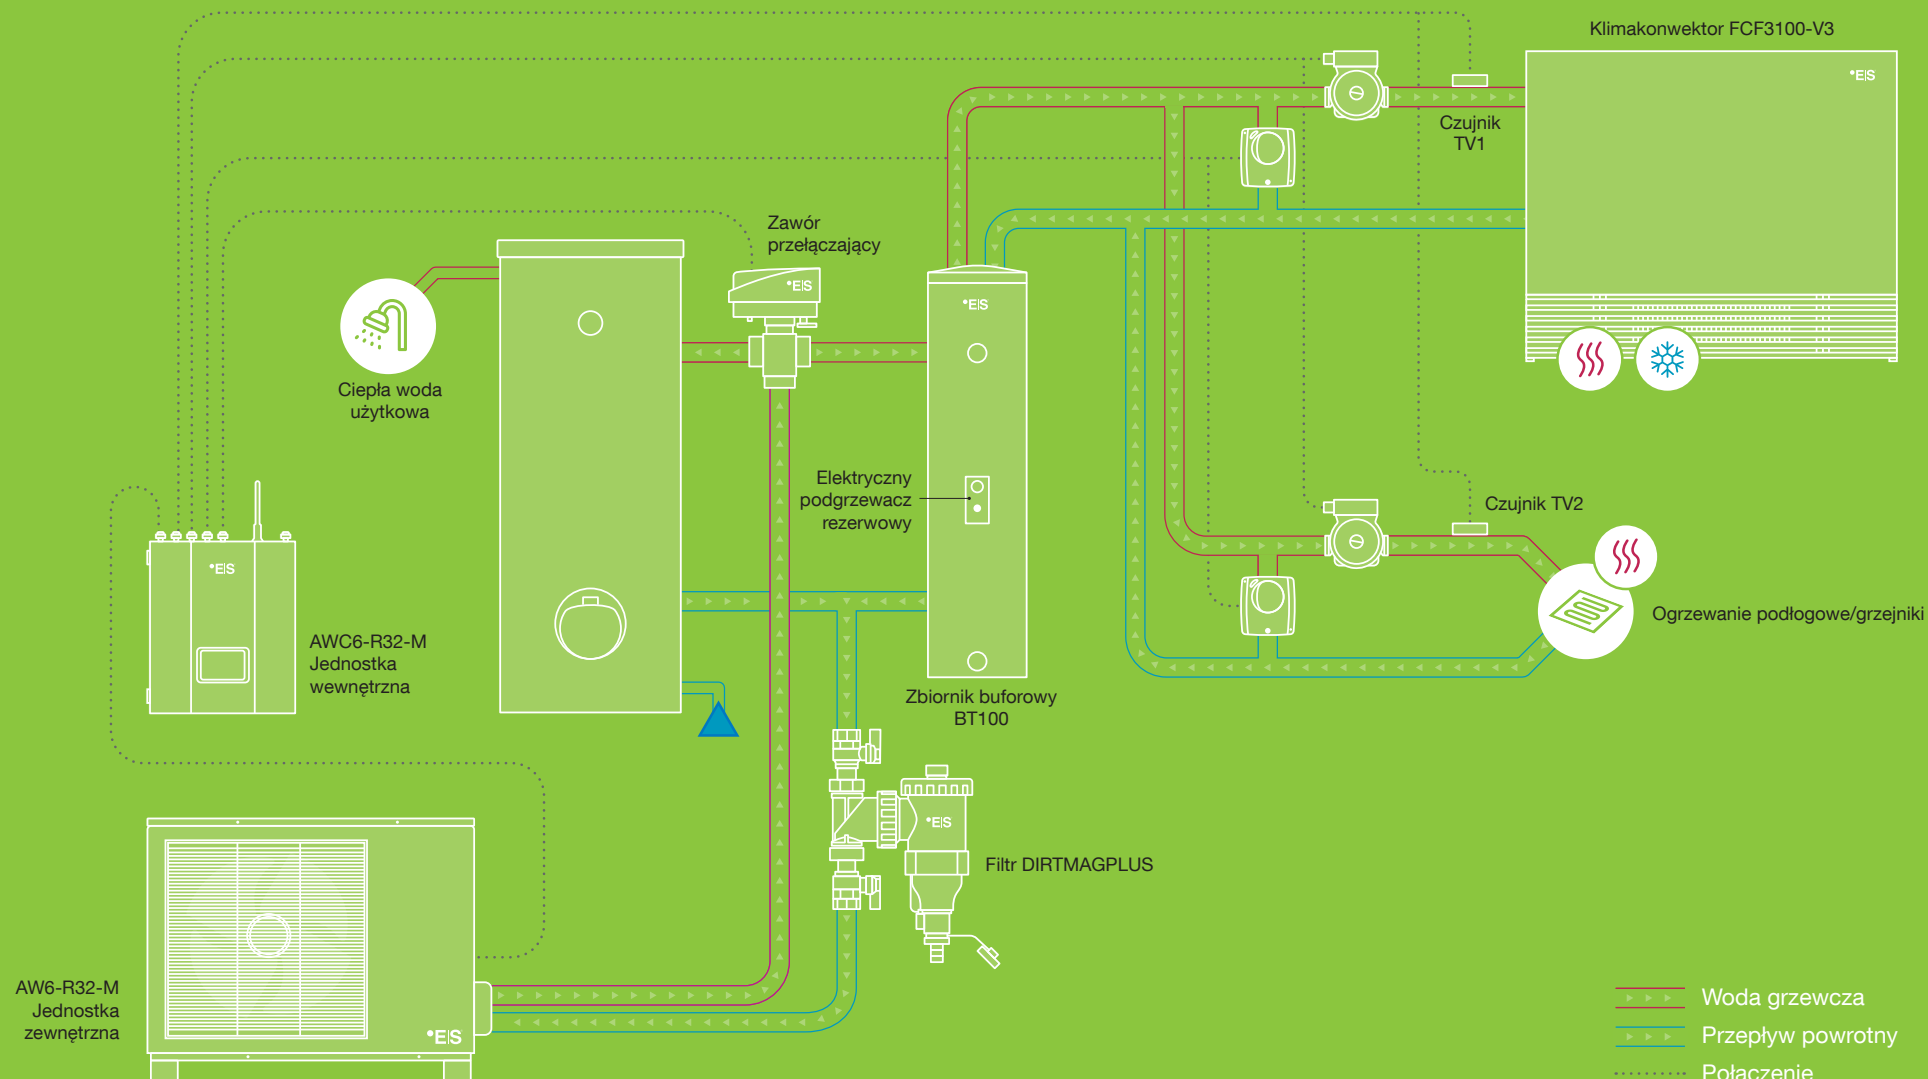 Klimakonwektor FCF3100-V3
°E|S
Czujnik
TV1
Zawór
przełączający
°E|S
°E|S
Ciepła woda
użytkowa
Elektryczny
podgrzewacz
rezerwowy
Czujnik TV2
°E|S
Ogrzewanie podłogowe/grzejniki
AWC6-R32-M
Jednostka
wewnętrzna
Zbiornik buforowy
BT100
°E|S
Filtr DIRTMAGPLUS
AW6-R32-M
Jednostka
zewnętrzna
°E|S
Woda grzewcza
Przepływ powrotny
Połączenie